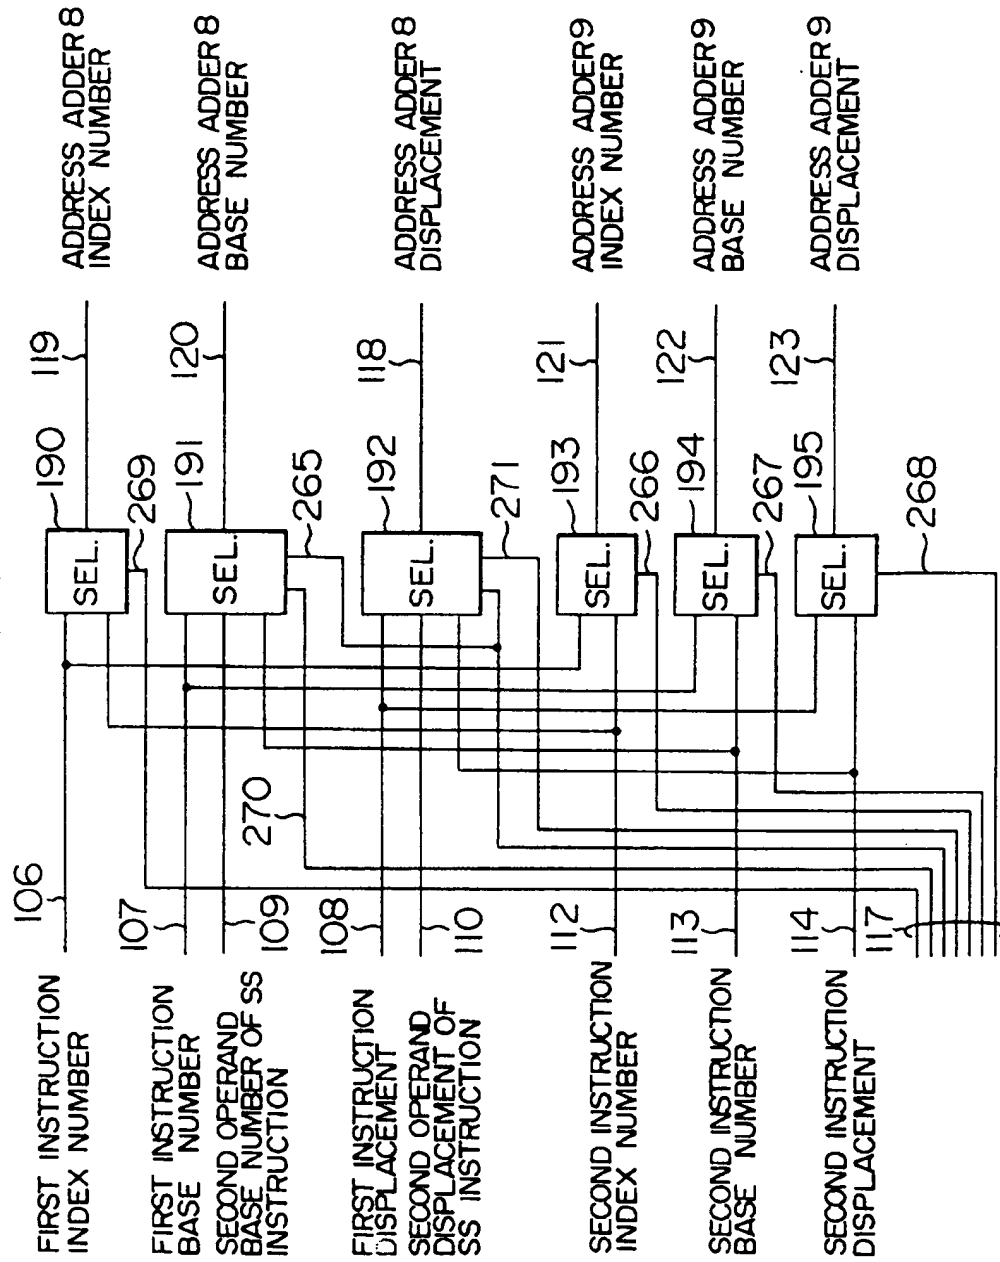 FIRST INSTRUCTION
INDEX NUMBER
106
SEL.
190
269
119
ADDRESS ADDER 8
INDEX NUMBER
FIRST INSTRUCTION
BASE NUMBER
107
SECOND OPERAND
BASE NUMBER OF SS
INSTRUCTION
109
270
SEL.
191
265
120
ADDRESS ADDER 8
BASE NUMBER
FIRST INSTRUCTION
DISPLACEMENT
108
SECOND OPERAND
DISPLACEMENT OF
SS INSTRUCTION
110
SEL.
192
271
118
ADDRESS ADDER 8
DISPLACEMENT
SECOND INSTRUCTION
INDEX NUMBER
112
SEL.
193
266
121
ADDRESS ADDER 9
INDEX NUMBER
SECOND INSTRUCTION
BASE NUMBER
113
SEL.
194
267
122
ADDRESS ADDER 9
BASE NUMBER
SECOND INSTRUCTION
DISPLACEMENT
114
SEL.
195
268
123
ADDRESS ADDER 9
DISPLACEMENT
117